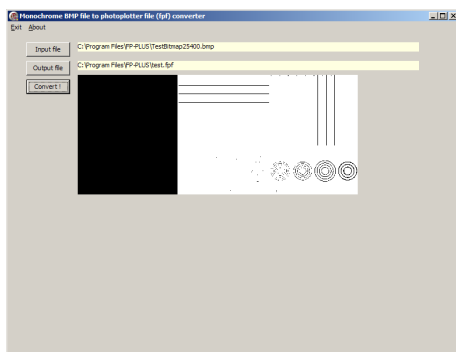 Monochrome BMP file to photoplotter file (fpf) converter
Exit About
Input file C:\Program Files\FP-PLUS\TestBitmap25400.bmp
Output file C:\Program Files\FP-PLUS\test.fpf
Convert !